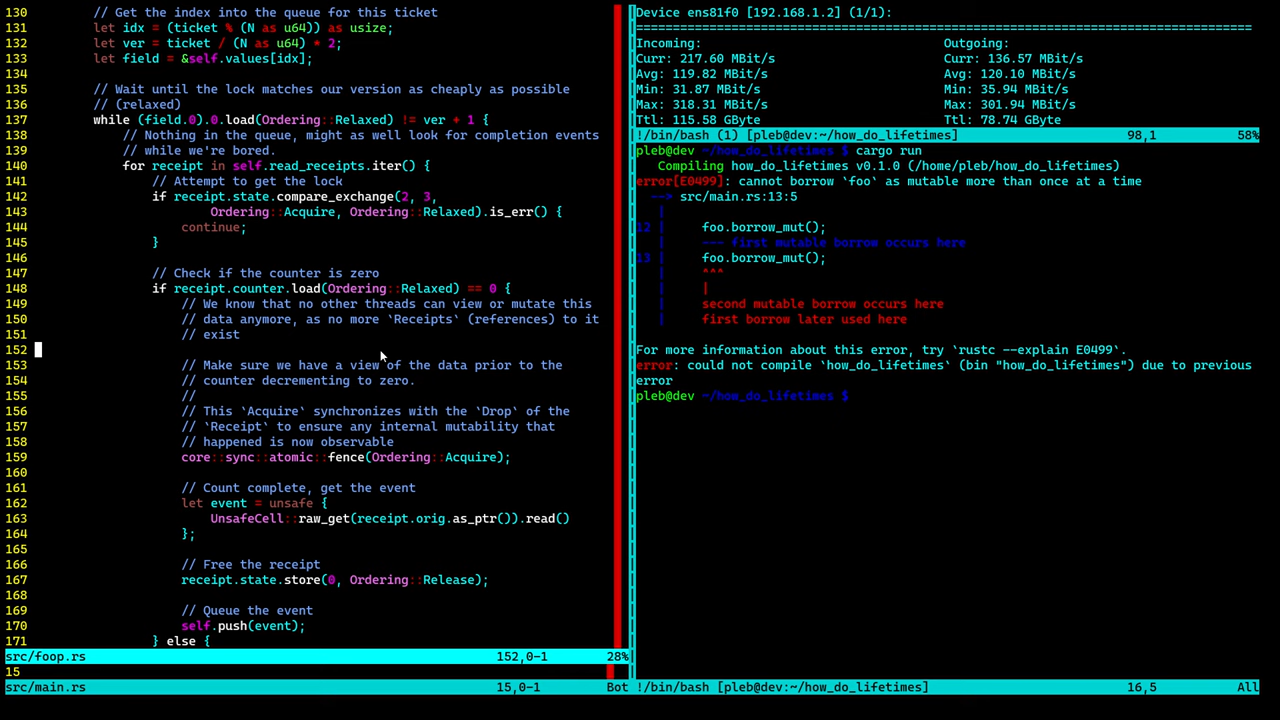 130         // Get the index into the queue for this ticket
131         let idx = (ticket % (N as u64)) as usize;
132         let ver = ticket / (N as u64) * 2;
133         let field = &self.values[idx];
134
135         // Wait until the lock matches our version as cheaply as possible
136         // (relaxed)
137         while (field.0).0.load(Ordering::Relaxed) != ver + 1 {
138             // Nothing in the queue, might as well look for completion events
139             // while we're bored.
140             for receipt in self.read_receipts.iter() {
141                 // Attempt to get the lock
142                 if receipt.state.compare_exchange(2, 3,
143                         Ordering::Acquire, Ordering::Relaxed).is_err() {
144                     continue;
145                 }
146
147                 // Check if the counter is zero
148                 if receipt.counter.load(Ordering::Relaxed) == 0 {
149                     // We know that no other threads can view or mutate this
150                     // data anymore, as no more `Receipts` (references) to it
151                     // exist
152
153                     // Make sure we have a view of the data prior to the
154                     // counter decrementing to zero.
155                     //
156                     // This `Acquire` synchronizes with the `Drop` of the
157                     // `Receipt` to ensure any internal mutability that
158                     // happened is now observable
159                     core::sync::atomic::fence(Ordering::Acquire);
160
161                     // Count complete, get the event
162                     let event = unsafe {
163                         UnsafeCell::raw_get(receipt.orig.as_ptr()).read()
164                     };
165
166                     // Free the receipt
167                     receipt.state.store(0, Ordering::Release);
168
169                     // Queue the event
170                     self.push(event);
171                 } else {
src/foop.rs 152,0-1 28%
15
src/main.rs 15,0-1 Bot
Device ens81f0 [192.168.1.2] (1/1):
================================================================================
Incoming: Outgoing:
Curr: 217.60 MBit/s Curr: 136.57 MBit/s
Avg: 119.82 MBit/s Avg: 120.10 MBit/s
Min: 31.87 MBit/s Min: 35.94 MBit/s
Max: 318.31 MBit/s Max: 301.94 MBit/s
Ttl: 115.58 GByte Ttl: 78.74 GByte
!/bin/bash (1) [pleb@dev:~/how_do_lifetimes] 98,1 58%
pleb@dev ~/how_do_lifetimes $ cargo run
   Compiling how_do_lifetimes v0.1.0 (/home/pleb/how_do_lifetimes)
error[E0499]: cannot borrow `foo` as mutable more than once at a time
  --> src/main.rs:13:5
   |
12 |     foo.borrow_mut();
   |     --- first mutable borrow occurs here
13 |     foo.borrow_mut();
   |     ^^^
   |     |
   |     second mutable borrow occurs here
   |     first borrow later used here

For more information about this error, try `rustc --explain E0499`.
error: could not compile `how_do_lifetimes` (bin "how_do_lifetimes") due to previous
error
pleb@dev ~/how_do_lifetimes $
!/bin/bash [pleb@dev:~/how_do_lifetimes] 16,5 All